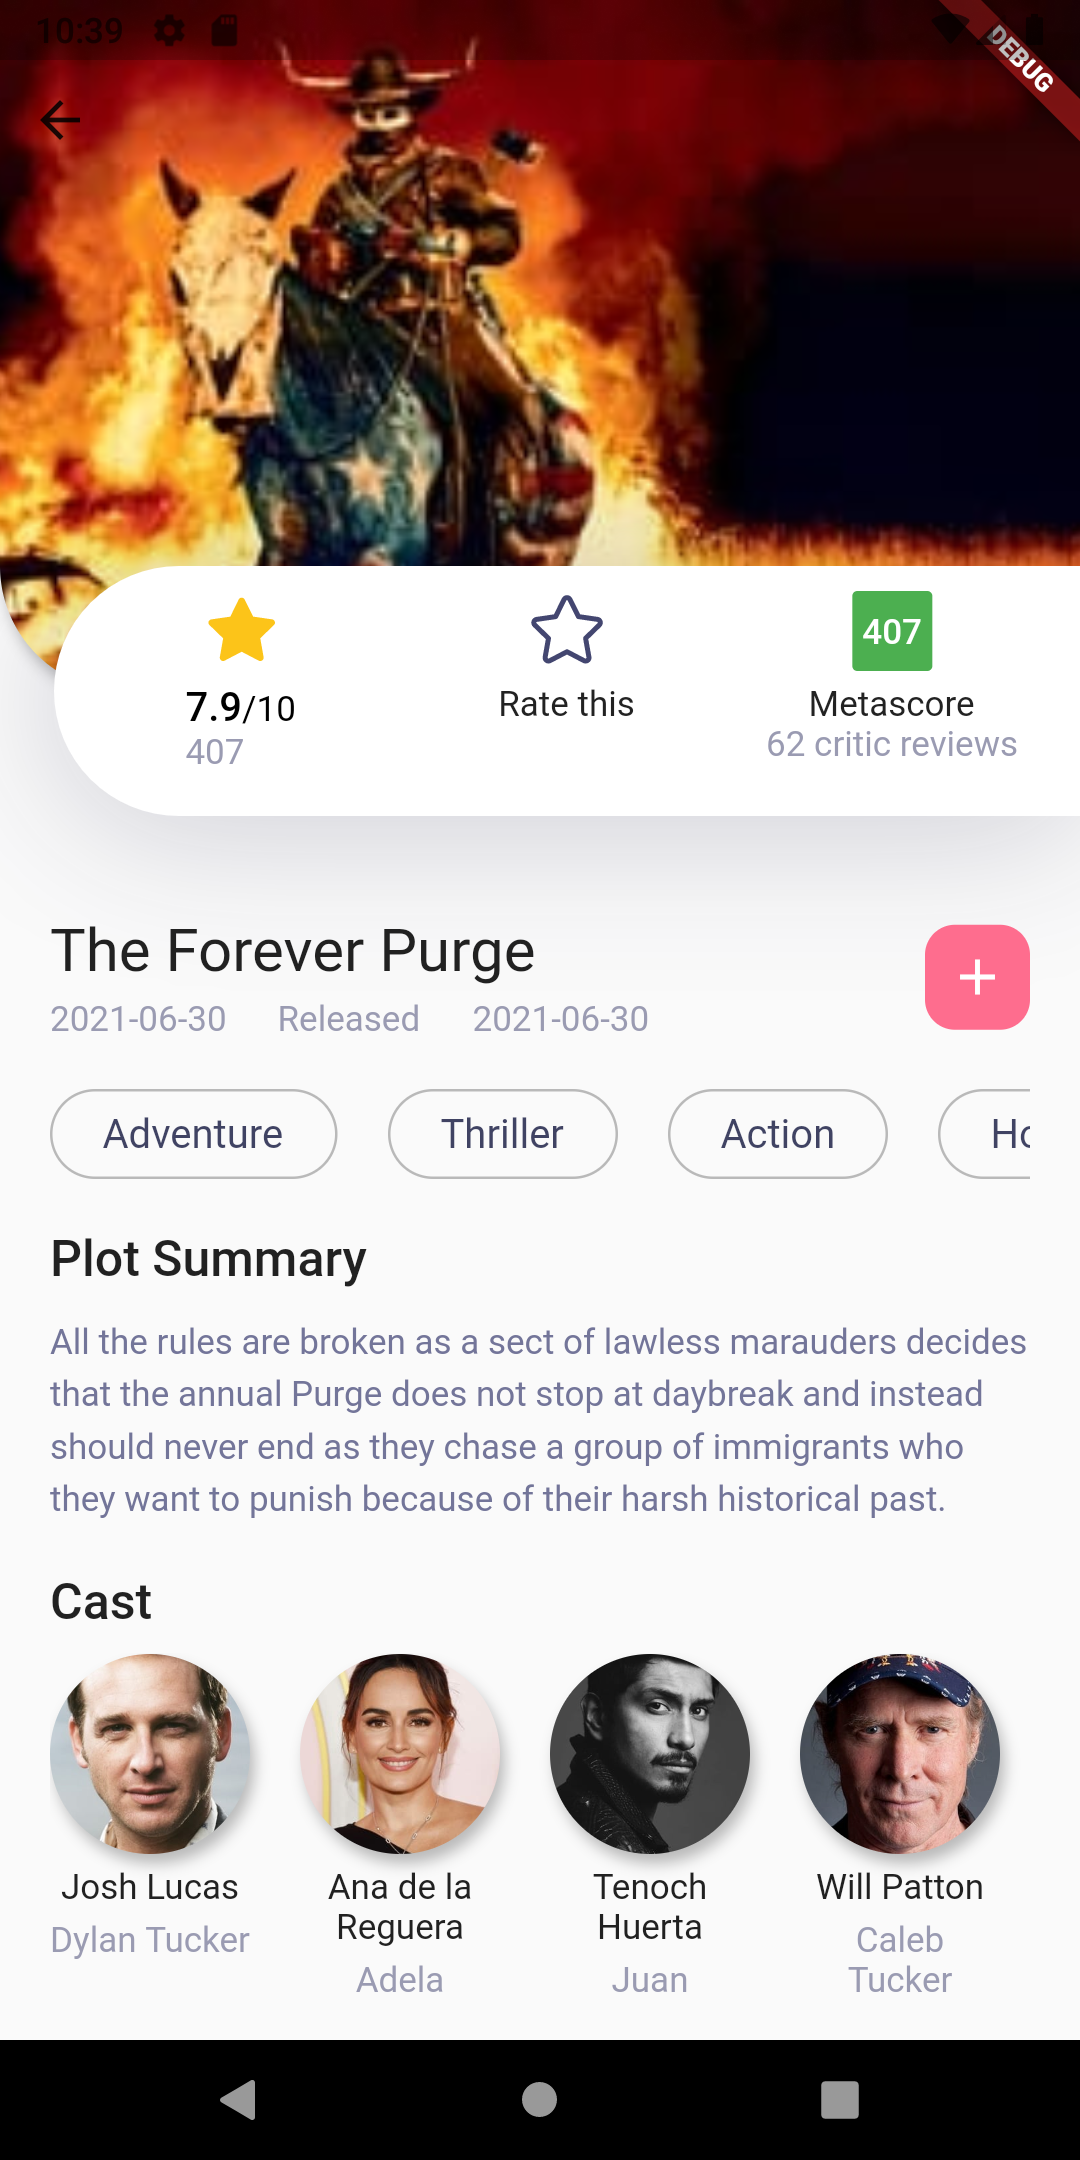 10:39
DEBUG
407
7.9/10
Rate this
Metascore
407
62 critic reviews
The Forever Purge
2021-06-30 Released 2021-06-30
Adventure Thriller Action Ho
Plot Summary
All the rules are broken as a sect of lawless marauders decides
that the annual Purge does not stop at daybreak and instead
should never end as they chase a group of immigrants who
they want to punish because of their harsh historical past.
Cast
Josh Lucas
Dylan Tucker
Ana de la
Reguera
Adela
Tenoch
Huerta
Juan
Will Patton
Caleb
Tucker